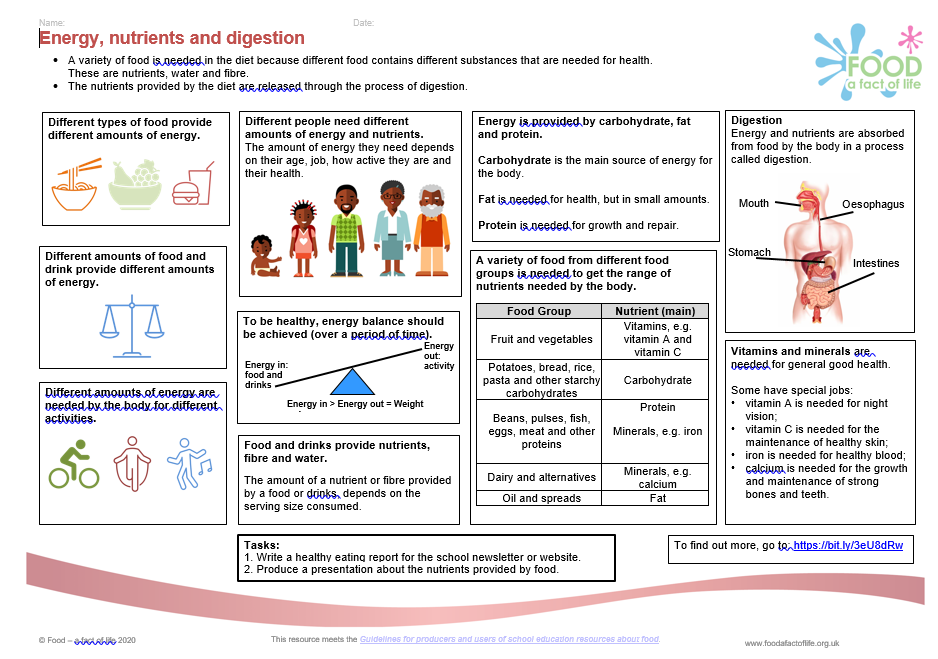 Name:
Date:
Energy, nutrients and digestion
• A variety of food is needed in the diet because different food contains different substances that are needed for health.
These are nutrients, water and fibre.
• The nutrients provided by the diet are released through the process of digestion.
FOOD
a fact of life
Different types of food provide
different amounts of energy.
Different amounts of food and
drink provide different amounts
of energy.
Different amounts of energy are
needed by the body for different
activities.
Different people need different
amounts of energy and nutrients.
The amount of energy they need depends
on their age, job, how active they are and
their health.
To be healthy, energy balance should
be achieved (over a period of time).
Energy in:
food and
drinks
Energy
out:
activity
Energy in > Energy out = Weight
Food and drinks provide nutrients,
fibre and water.
The amount of a nutrient or fibre provided
by a food or drinks, depends on the
serving size consumed.
Energy is provided by carbohydrate, fat
and protein.
Carbohydrate is the main source of energy for
the body.
Fat is needed for health, but in small amounts.
Protein is needed for growth and repair.
A variety of food from different food
groups is needed to get the range of
nutrients needed by the body.
Food Group
Nutrient (main)
Fruit and vegetables
Vitamins, e.g.
vitamin A and
vitamin C
Potatoes, bread, rice,
pasta and other starchy
carbohydrates
Carbohydrate
Beans, pulses, fish,
eggs, meat and other
proteins
Protein
Minerals, e.g. iron
Dairy and alternatives
Minerals, e.g.
calcium
Oil and spreads
Fat
Digestion
Energy and nutrients are absorbed
from food by the body in a process
called digestion.
Mouth
Oesophagus
Stomach
Intestines
Vitamins and minerals are
needed for general good health.
Some have special jobs:
• vitamin A is needed for night
vision;
• vitamin C is needed for the
maintenance of healthy skin;
• iron is needed for healthy blood;
• calcium is needed for the growth
and maintenance of strong
bones and teeth.
Tasks:
1. Write a healthy eating report for the school newsletter or website.
2. Produce a presentation about the nutrients provided by food.
To find out more, go to: https://bit.ly/3eU8dRw
© Food – a fact of life 2020
This resource meets the Guidelines for producers and users of school education resources about food.
www.foodafactoflife.org.uk